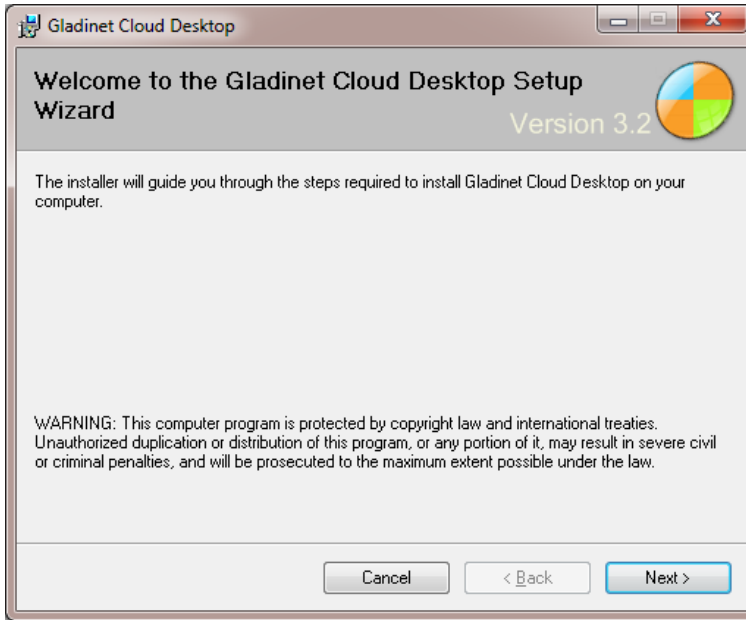 Gladinet Cloud Desktop
Welcome to the Gladinet Cloud Desktop Setup
Wizard
Version 3.2
The installer will guide you through the steps required to install Gladinet Cloud Desktop on your
computer.
WARNING: This computer program is protected by copyright law and international treaties.
Unauthorized duplication or distribution of this program, or any portion of it, may result in severe civil
or criminal penalties, and will be prosecuted to the maximum extent possible under the law.
Cancel
< Back
Next >